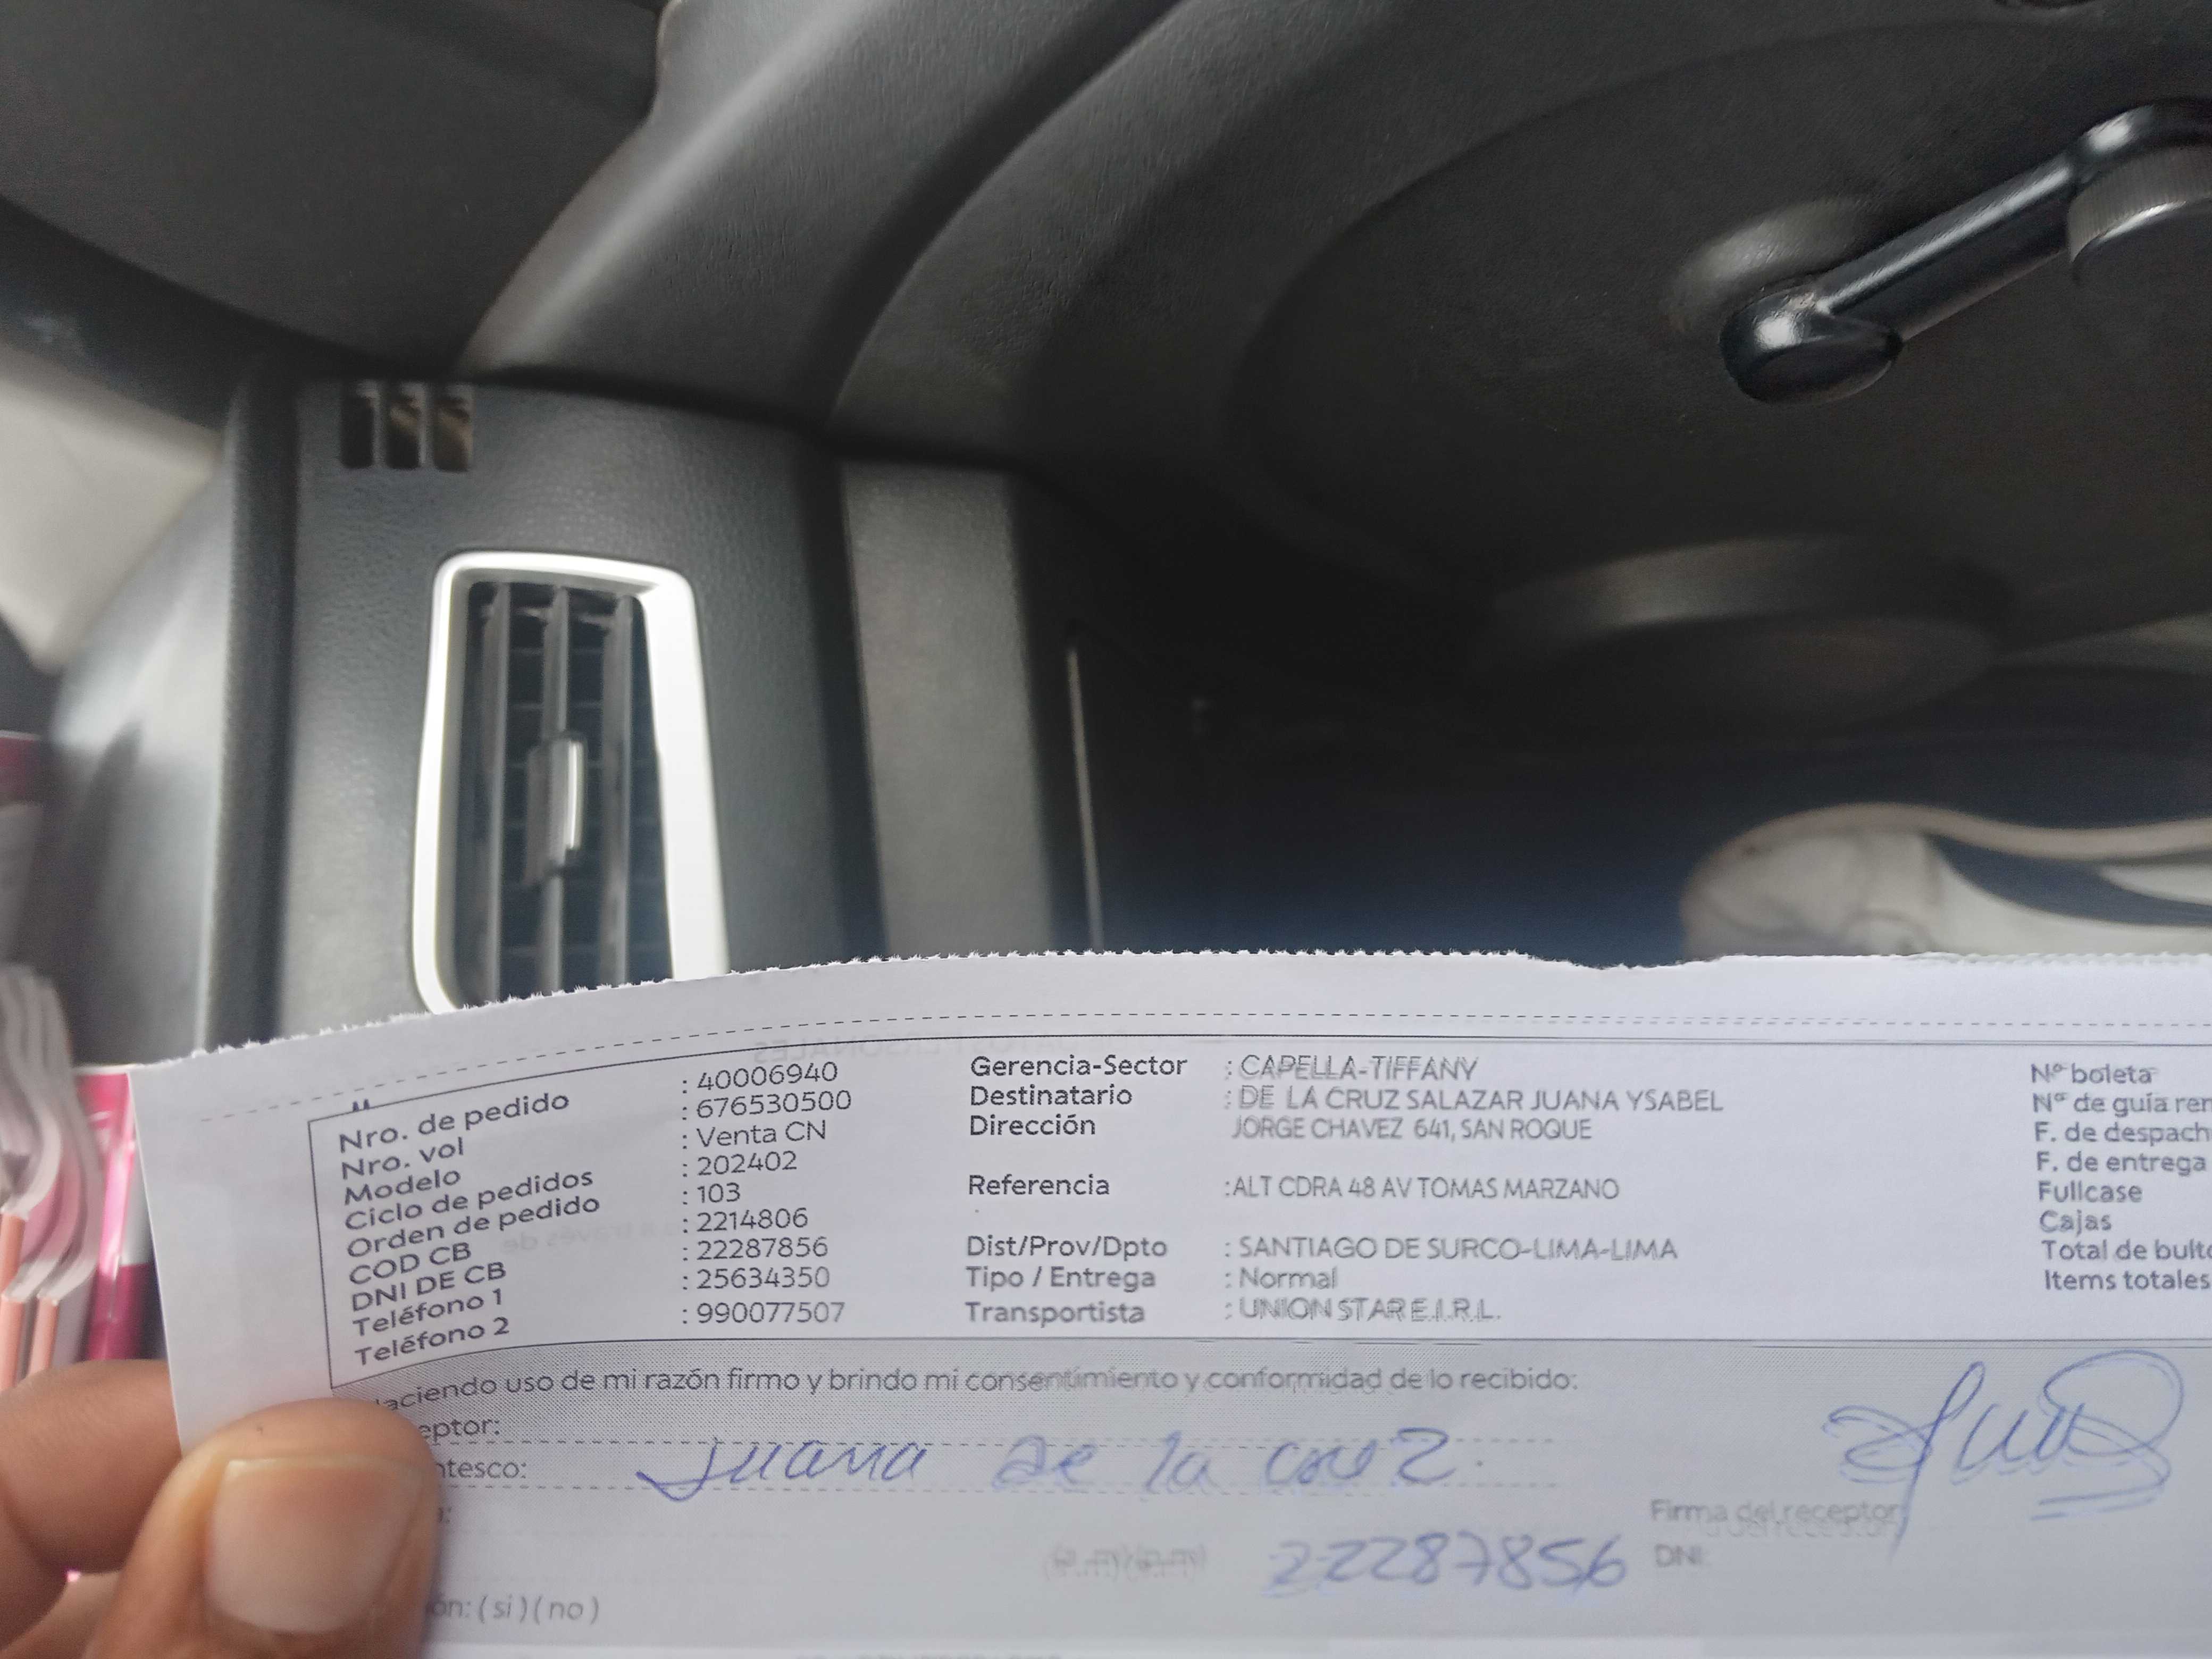 Nro. de pedido : 40006940
Nro. vol : 676530500
Modelo : Venta CN
Ciclo de pedidos : 202402
Orden de pedido : 103
COD CB : 2214806
DNI DE CB : 22287856
Teléfono 1 : 25634350
Teléfono 2 : 990077507
Gerencia-Sector : CAPELLA-TIFFANY
Destinatario : DE LA CRUZ SALAZAR JUANA YSABEL
Dirección JORGE CHAVEZ 641, SAN ROQUE
Referencia :ALT CDRA 48 AV TOMAS MARZANO
Dist/Prov/Dpto : SANTIAGO DE SURCO-LIMA-LIMA
Tipo / Entrega : Normal
Transportista : UNION STAR E.I.R.L.
Nº boleta
Nº de guía rem
F. de despach
F. de entrega
Fullcase
Cajas
Total de bulto
Items totales
Haciendo uso de mi razón firmo y brindo mi consentimiento y conformidad de lo recibido:
eptor:
ntesco:
Juana De la cruz
Firma del receptor
22287856
DNI:
ón: (si)(no)